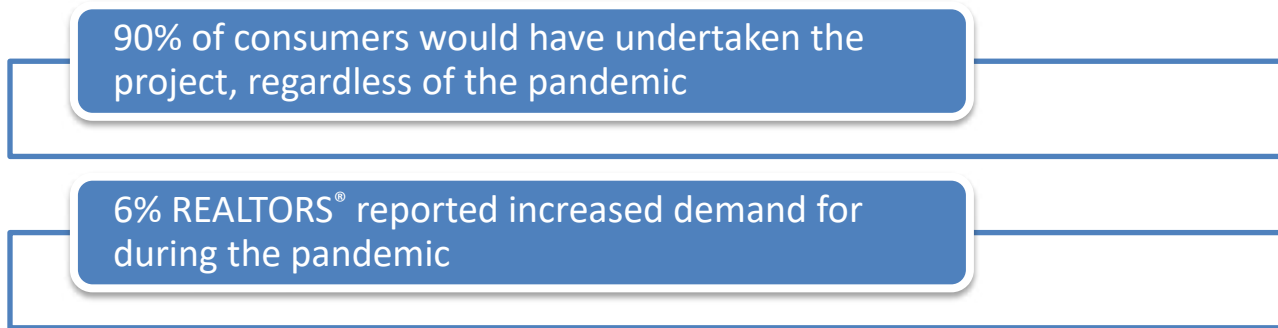 90% of consumers would have undertaken the
project, regardless of the pandemic
6% REALTORS® reported increased demand for
during the pandemic